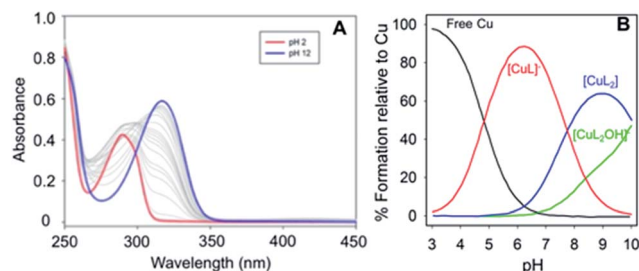 A
pH 2
pH 12
Absorbance
1.0
0.8
0.6
0.4
0.2
0
250
300
350
400
450
Wavelength (nm)
B
Free Cu
[CuL]-
[CuL2]
[CuL2OH]
% Formation relative to Cu
100
80
60
40
20
0
3 4 5 6 7 8 9 10
pH